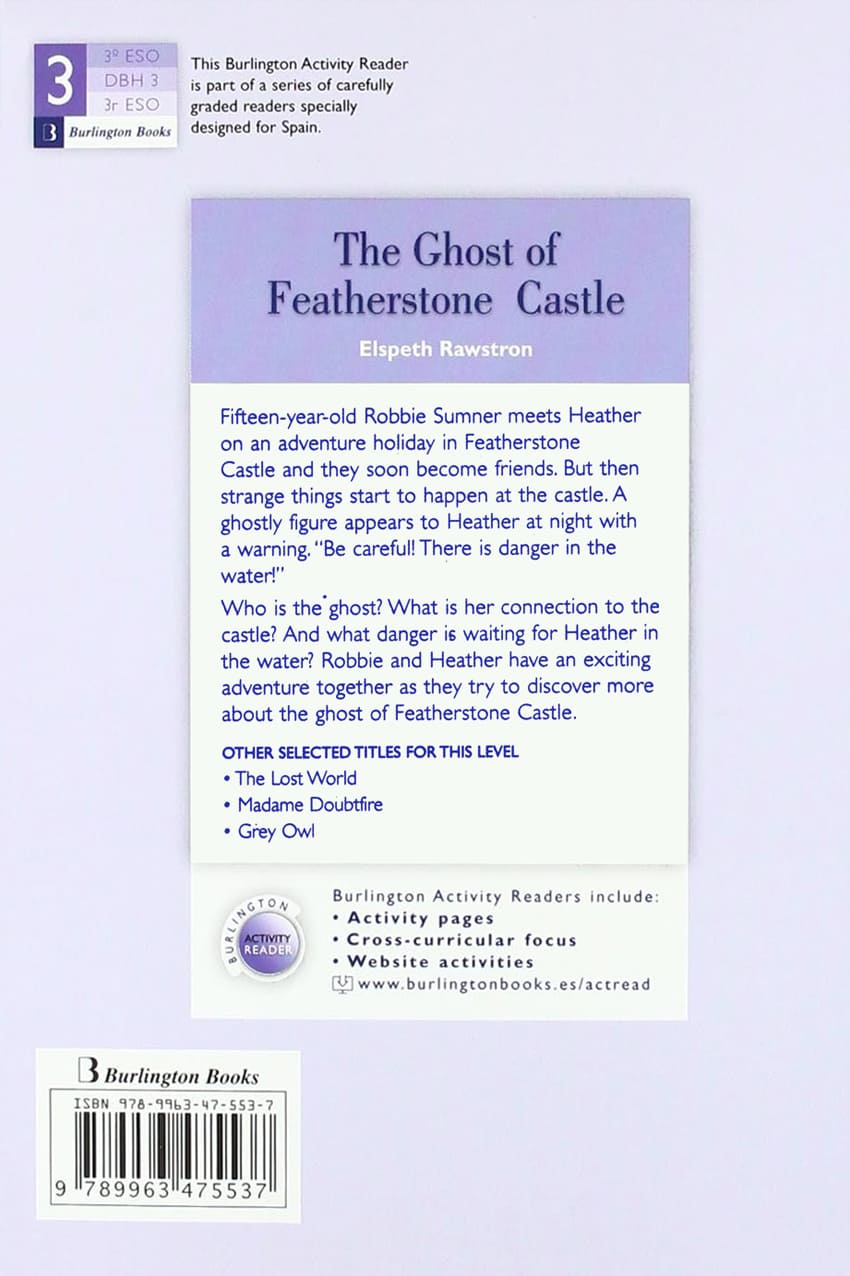 3
3º ESO
DBH 3
3r ESO
B Burlington Books
This Burlington Activity Reader
is part of a series of carefully
graded readers specially
designed for Spain.
The Ghost of
Featherstone Castle
Elspeth Rawstron
Fifteen-year-old Robbie Sumner meets Heather
on an adventure holiday in Featherstone
Castle and they soon become friends. But then
strange things start to happen at the castle. A
ghostly figure appears to Heather at night with
a warning, "Be careful! There is danger in the
water!"
Who is the ghost? What is her connection to the
castle? And what danger is waiting for Heather in
the water? Robbie and Heather have an exciting
adventure together as they try to discover more
about the ghost of Featherstone Castle.
OTHER SELECTED TITLES FOR THIS LEVEL
• The Lost World
• Madame Doubtfire
• Grey Owl
BURLINGTON
ACTIVITY
READER
Burlington Activity Readers include:
• Activity pages
• Cross-curricular focus
• Website activities
www.burlingtonbooks.es/actread
B Burlington Books
ISBN 978-9963-47-553-7
9 789963 475537